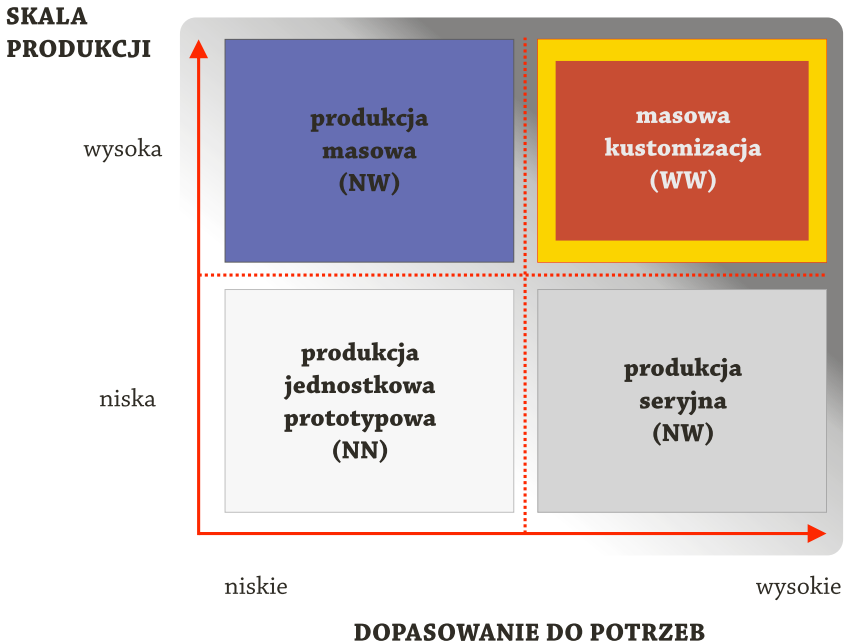 SKALA
PRODUKCJI
wysoka
produkcja
masowa
(NW)
masowa
kustomizacja
(WW)
niska
produkcja
jednostkowa
prototypowa
(NN)
produkcja
seryjna
(NW)
niskie
wysokie
DOPASOWANIE DO POTRZEB